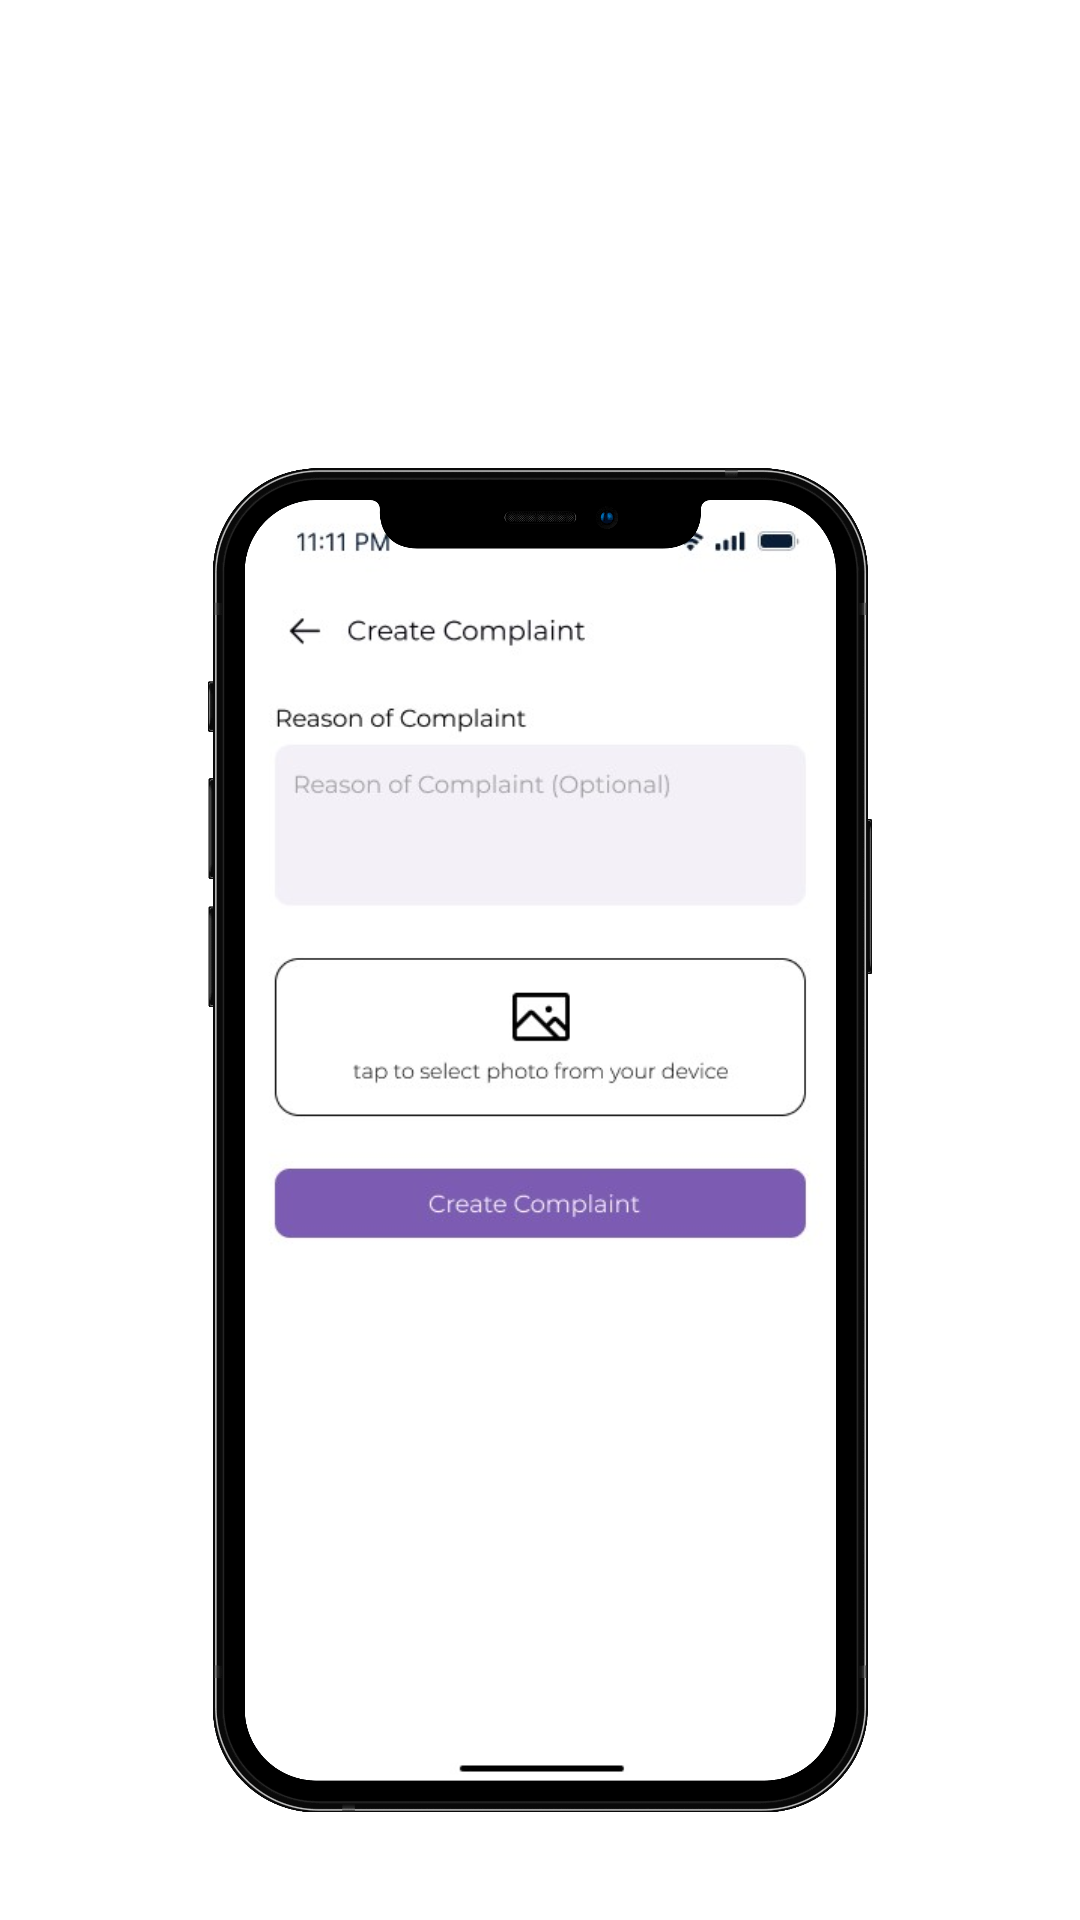 11:11 PM
Create Complaint
Reason of Complaint
Reason of Complaint (Optional)
tap to select photo from your device
Create Complaint